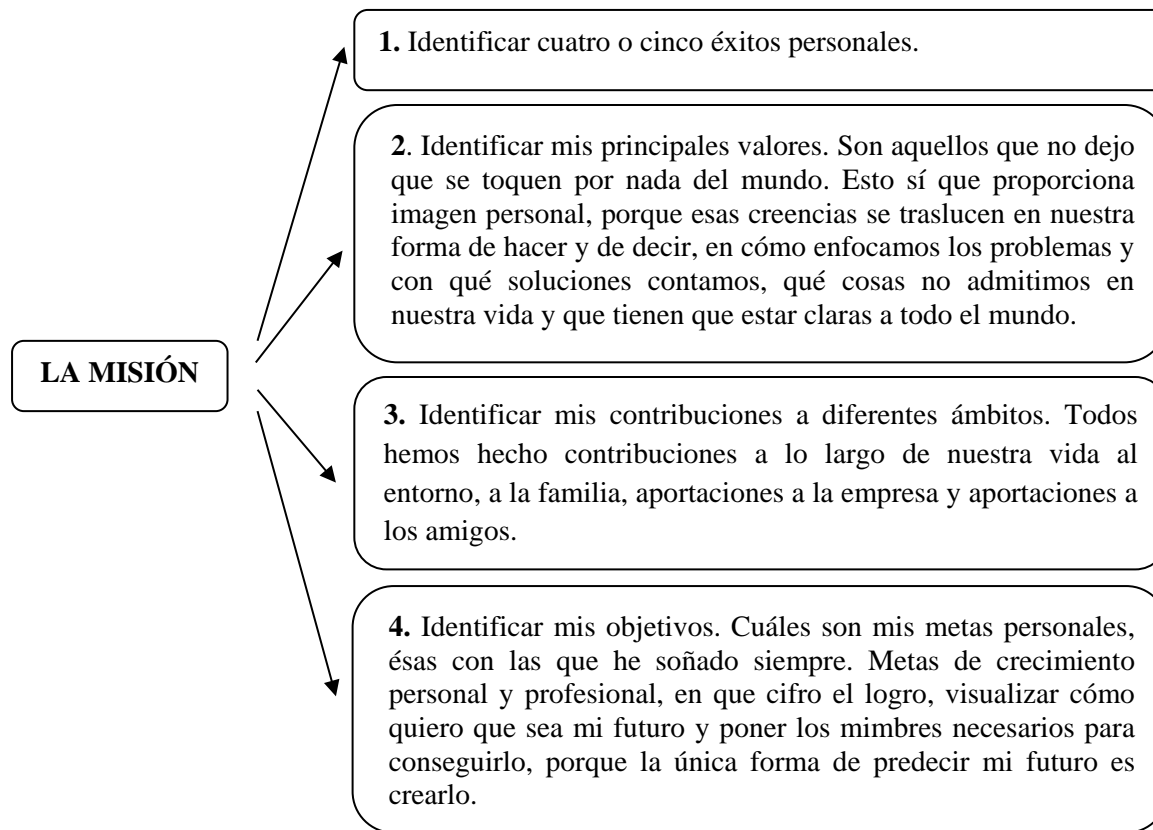 1. Identificar cuatro o cinco éxitos personales.
2. Identificar mis principales valores. Son aquellos que no dejo
que se toquen por nada del mundo. Esto sí que proporciona
imagen personal, porque esas creencias se traslucen en nuestra
forma de hacer y de decir, en cómo enfocamos los problemas y
con qué soluciones contamos, qué cosas no admitimos en
nuestra vida y que tienen que estar claras a todo el mundo.
LA MISIÓN
3. Identificar mis contribuciones a diferentes ámbitos. Todos
hemos hecho contribuciones a lo largo de nuestra vida al
entorno, a la familia, aportaciones a la empresa y aportaciones a
los amigos.
4. Identificar mis objetivos. Cuáles son mis metas personales,
ésas con las que he soñado siempre. Metas de crecimiento
personal y profesional, en que cifro el logro, visualizar cómo
quiero que sea mi futuro y poner los mimbres necesarios para
conseguirlo, porque la única forma de predecir mi futuro es
crearlo.